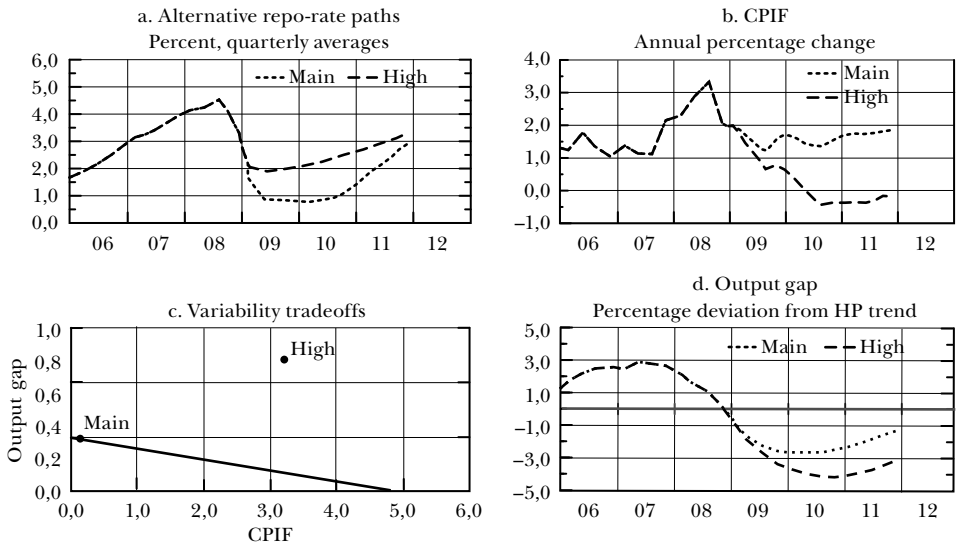 a. Alternative repo-rate paths
Percent, quarterly averages
6,0
5,0
4,0
3,0
2,0
1,0
0,0
Main High
06 07 08 09 10 11 12
b. CPIF
Annual percentage change
4,0
3,0
2,0
1,0
0,0
–1,0
Main
High
06 07 08 09 10 11 12
c. Variability tradeoffs
Output gap
1,0
0,8
0,6
0,4
0,2
0,0
High
Main
0,0 1,0 2,0 3,0 4,0 5,0 6,0
CPIF
d. Output gap
Percentage deviation from HP trend
5,0
3,0
1,0
–1,0
–3,0
–5,0
Main High
06 07 08 09 10 11 12